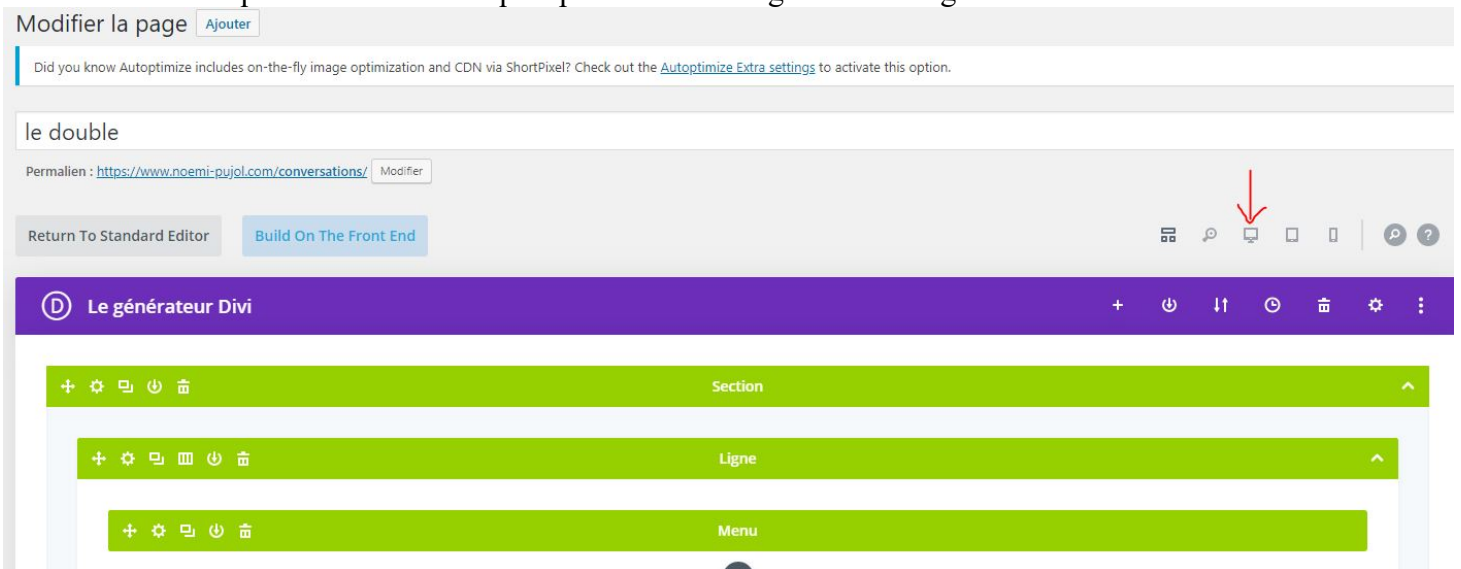 Modifier la page Ajouter
Did you know Autoptimize includes on-the-fly image optimization and CDN via ShortPixel? Check out the Autoptimize Extra settings to activate this option.
le double
Permalien : https://www.noemi-pujol.com/conversations/ Modifier
Return To Standard Editor Build On The Front End
Le générateur Divi
Section
Ligne
Menu